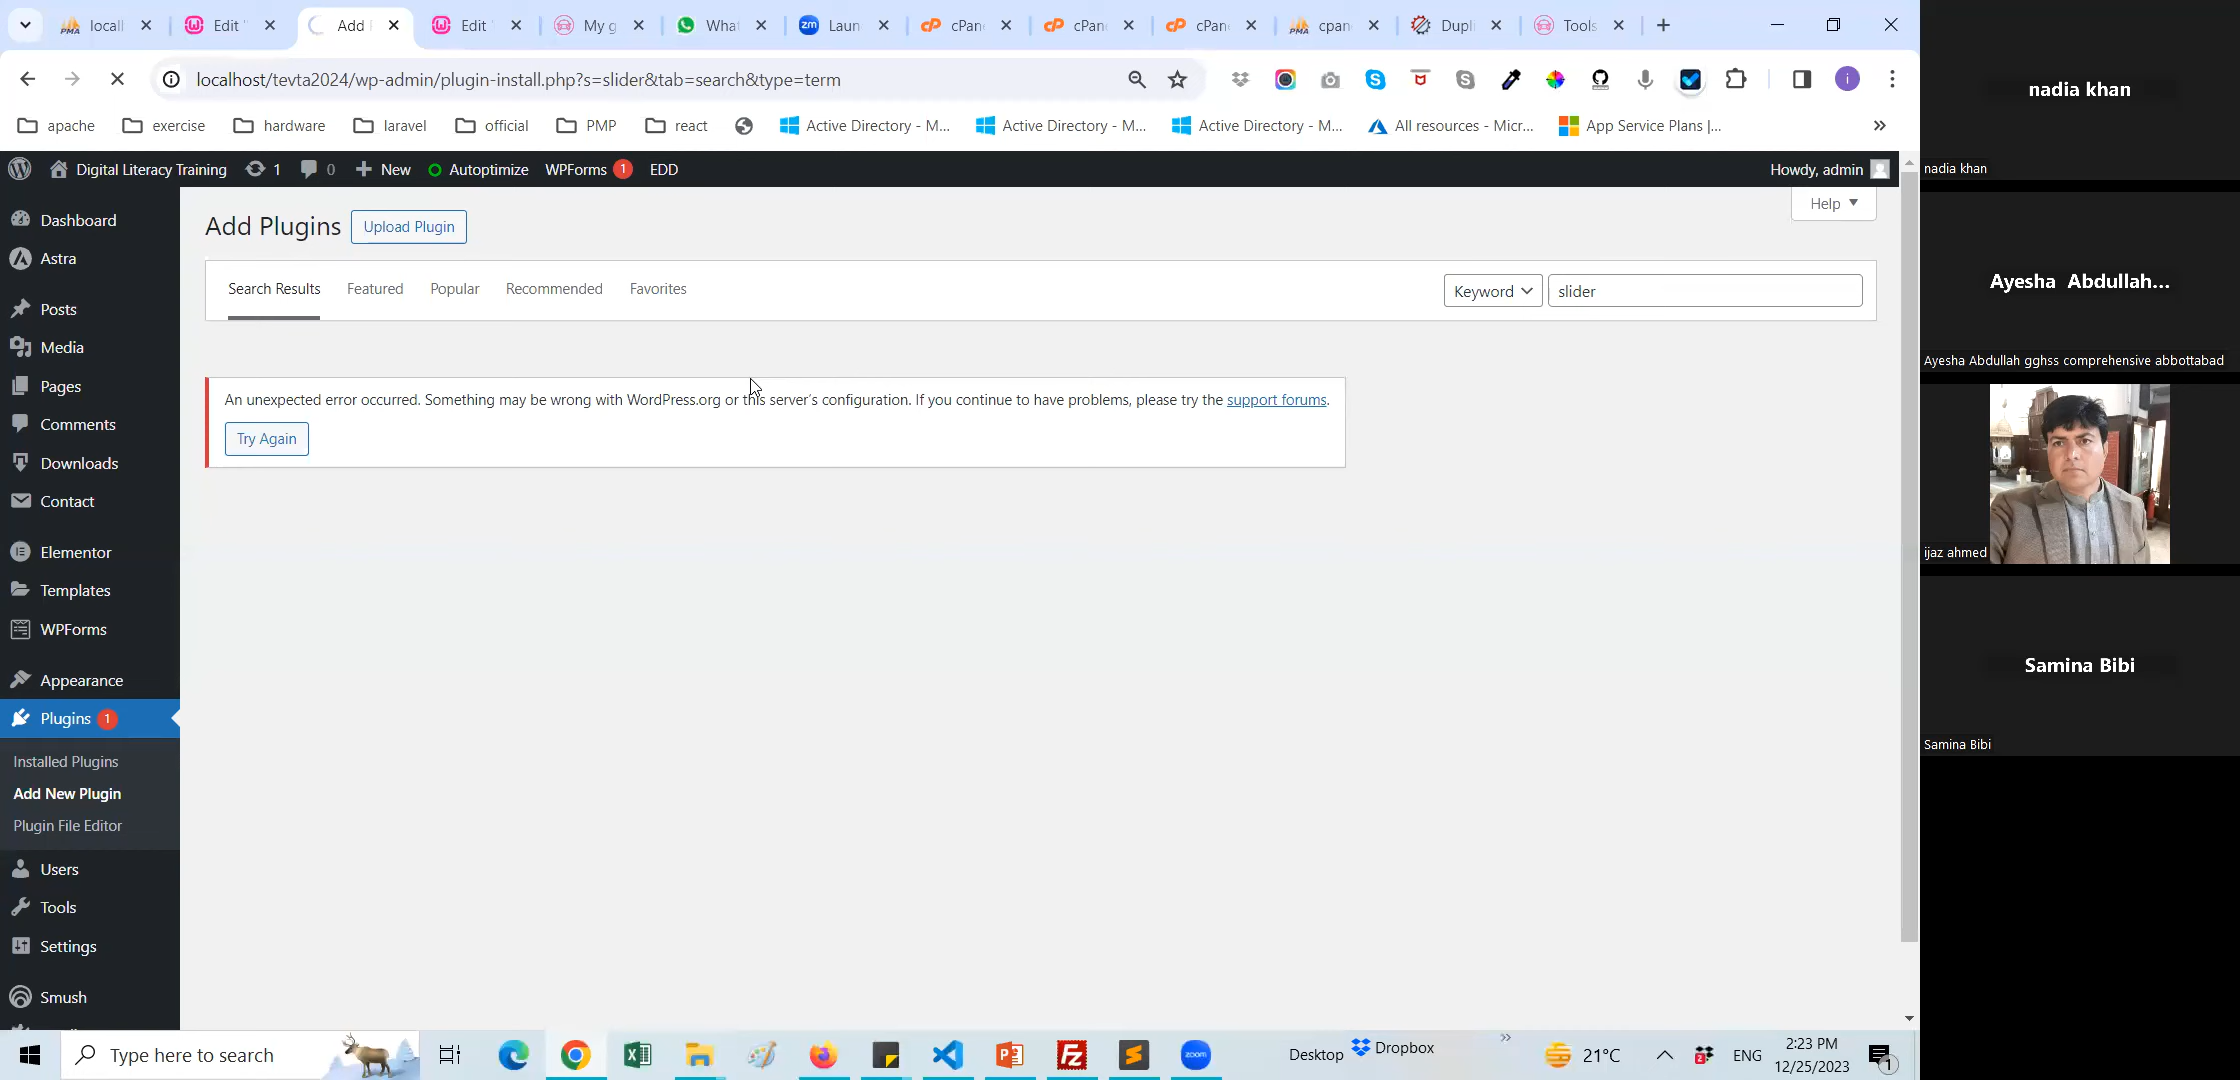 locall
Edit "
Add P
Edit "
My g
What
Laun
cPan
cPan
cPan
cpan
Dupli
Tools
localhost/tevta2024/wp-admin/plugin-install.php?s=slider&tab=search&type=term
apache
exercise
hardware
laravel
official
PMP
react
Active Directory - M...
Active Directory - M...
Active Directory - M...
All resources - Micr...
App Service Plans |...
Digital Literacy Training
1
0
New
Autoptimize
WPForms 1
EDD
Howdy, admin
Dashboard
Astra
Posts
Media
Pages
Comments
Downloads
Contact
Elementor
Templates
WPForms
Appearance
Plugins 1
Installed Plugins
Add New Plugin
Plugin File Editor
Users
Tools
Settings
Smush
Help
Add Plugins
Upload Plugin
Search Results
Featured
Popular
Recommended
Favorites
Keyword
slider
An unexpected error occurred. Something may be wrong with WordPress.org or this server's configuration. If you continue to have problems, please try the support forums.
Try Again
nadia khan
nadia khan
Ayesha Abdullah...
Ayesha Abdullah gghss comprehensive abbottabad
ijaz ahmed
Samina Bibi
Samina Bibi
Type here to search
zoom
Desktop
Dropbox
21°C
ENG
2:23 PM
12/25/2023
1